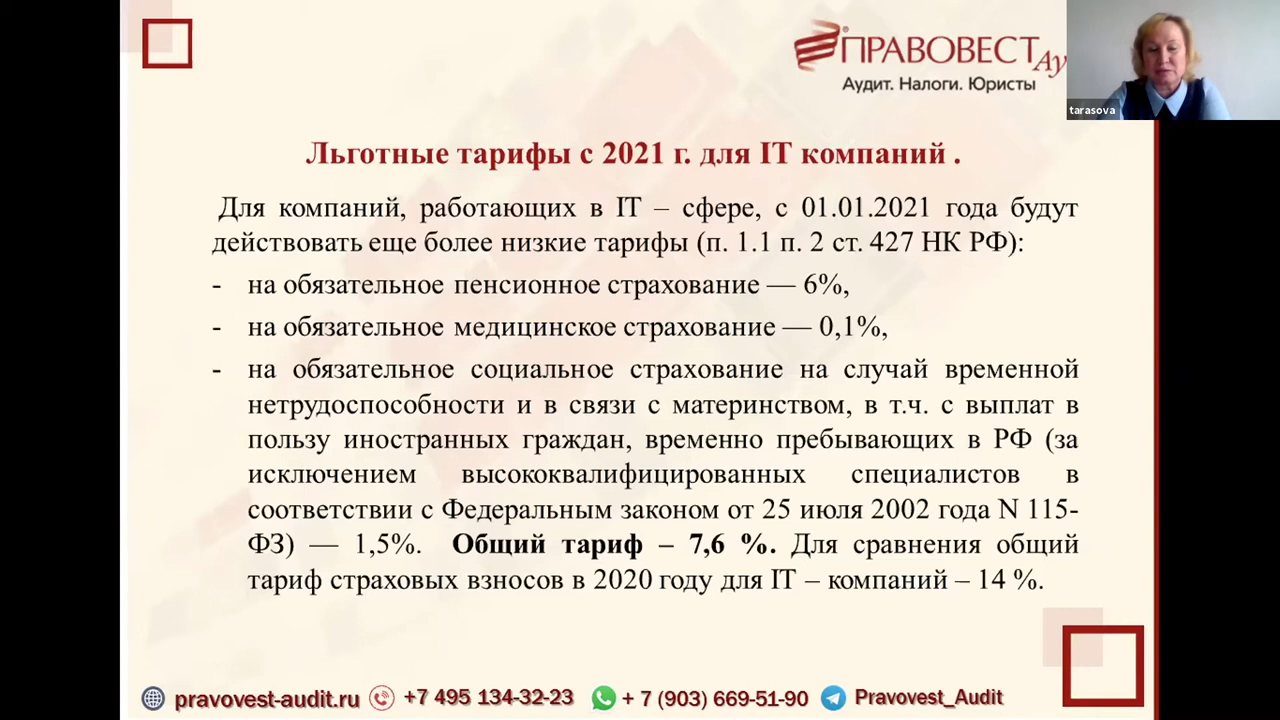 ПРАВОВЕСТ
Ау
Аудит. Налоги. Юристы
tarasova
Льготные тарифы с 2021 г. для IT компаний .
Для компаний, работающих в IT – сфере, с 01.01.2021 года будут
действовать еще более низкие тарифы (п. 1.1 п. 2 ст. 427 НК РФ):
- на обязательное пенсионное страхование — 6%,
- на обязательное медицинское страхование — 0,1%,
- на обязательное социальное страхование на случай временной
нетрудоспособности и в связи с материнством, в т.ч. с выплат в
пользу иностранных граждан, временно пребывающих в РФ (за
исключением высококвалифицированных специалистов в
соответствии с Федеральным законом от 25 июля 2002 года N 115-
ФЗ) — 1,5%. Общий тариф – 7,6 %. Для сравнения общий
тариф страховых взносов в 2020 году для IT – компаний – 14 %.
pravovest-audit.ru +7 495 134-32-23 + 7 (903) 669-51-90 Pravovest_Audit